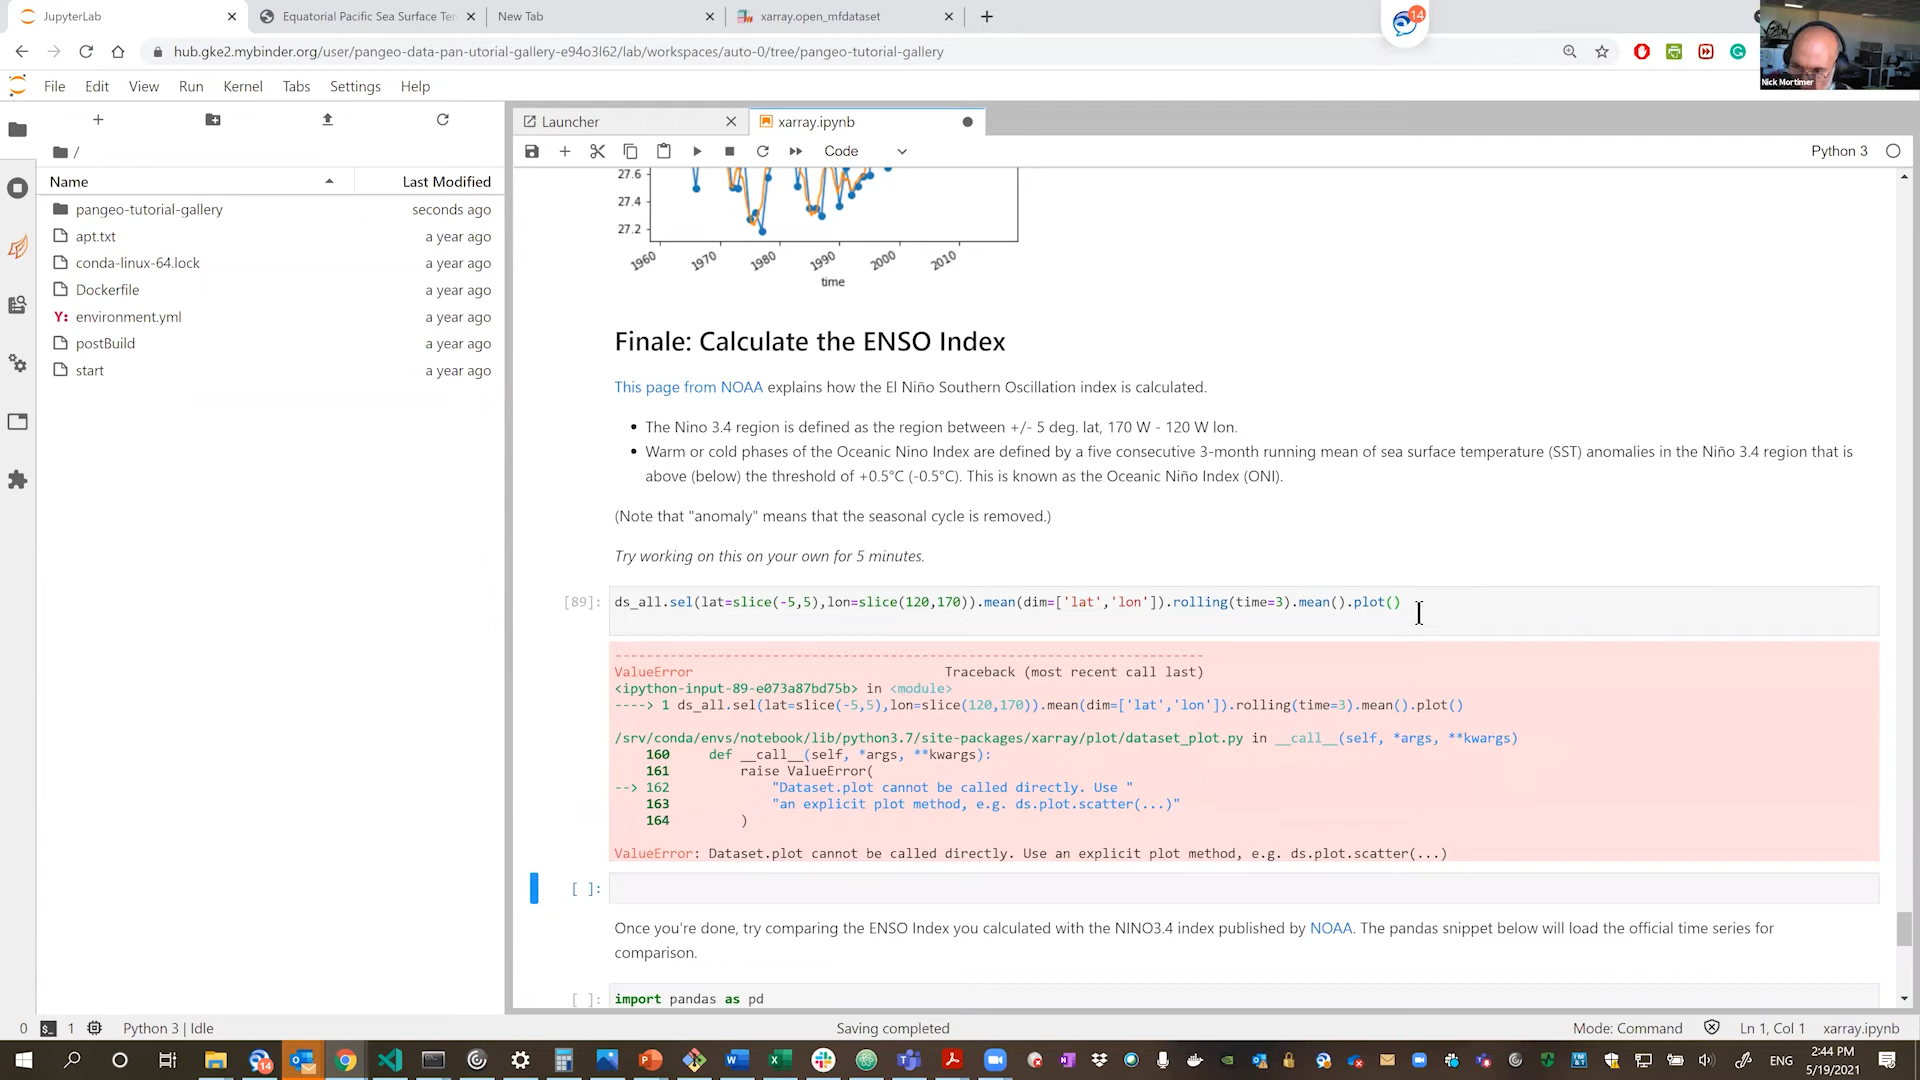 JupyterLab
Equatorial Pacific Sea Surface Ter
New Tab
xarray.open_mfdataset
14
hub.gke2.mybinder.org/user/pangeo-data-pan-utorial-gallery-e94o3l62/lab/workspaces/auto-0/tree/pangeo-tutorial-gallery
Nick Mortimer
File Edit View Run Kernel Tabs Settings Help
Launcher
xarray.ipynb
Code
Python 3
/
Name
Last Modified
pangeo-tutorial-gallery seconds ago
apt.txt a year ago
conda-linux-64.lock a year ago
Dockerfile a year ago
Y: environment.yml a year ago
postBuild a year ago
start a year ago
27.6
27.4
27.2
1960 1970 1980 1990 2000 2010
time
Finale: Calculate the ENSO Index
This page from NOAA explains how the El Niño Southern Oscillation index is calculated.
• The Nino 3.4 region is defined as the region between +/- 5 deg. lat, 170 W - 120 W lon.
• Warm or cold phases of the Oceanic Nino Index are defined by a five consecutive 3-month running mean of sea surface temperature (SST) anomalies in the Niño 3.4 region that is
above (below) the threshold of +0.5°C (-0.5°C). This is known as the Oceanic Niño Index (ONI).
(Note that "anomaly" means that the seasonal cycle is removed.)
Try working on this on your own for 5 minutes.
[89]: ds_all.sel(lat=slice(-5,5),lon=slice(120,170)).mean(dim=['lat','lon']).rolling(time=3).mean().plot()
---------------------------------------------------------------------------
ValueError Traceback (most recent call last)
<ipython-input-89-e073a87bd75b> in <module>
----> 1 ds_all.sel(lat=slice(-5,5),lon=slice(120,170)).mean(dim=['lat','lon']).rolling(time=3).mean().plot()
/srv/conda/envs/notebook/lib/python3.7/site-packages/xarray/plot/dataset_plot.py in __call__(self, *args, **kwargs)
160 def __call__(self, *args, **kwargs):
161 raise ValueError(
--> 162 "Dataset.plot cannot be called directly. Use "
163 "an explicit plot method, e.g. ds.plot.scatter(...)"
164 )
ValueError: Dataset.plot cannot be called directly. Use an explicit plot method, e.g. ds.plot.scatter(...)
[ ]:
Once you're done, try comparing the ENSO Index you calculated with the NINO3.4 index published by NOAA. The pandas snippet below will load the official time series for
comparison.
[ ]: import pandas as pd
0 1 Python 3 | Idle
Saving completed
Mode: Command
Ln 1, Col 1 xarray.ipynb
14
ENG
2:44 PM
5/19/2021